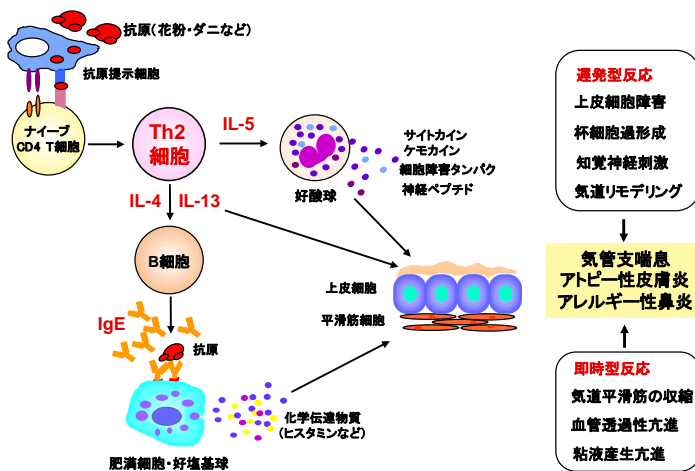 抗原(花粉・ダニなど)
抗原提示細胞
ナイーブ
CD4 T細胞
Th2
細胞
IL-5
好酸球
サイトカイン
ケモカイン
細胞障害タンパク
神経ペプチド
IL-4
IL-13
B細胞
IgE
抗原
肥満細胞・好塩基球
化学伝達物質
(ヒスタミンなど)
上皮細胞
平滑筋細胞
遅発型反応
上皮細胞障害
杯細胞過形成
知覚神経刺激
気道リモデリング
気管支喘息
アトピー性皮膚炎
アレルギー性鼻炎
即時型反応
気道平滑筋の収縮
血管透過性亢進
粘液産生亢進